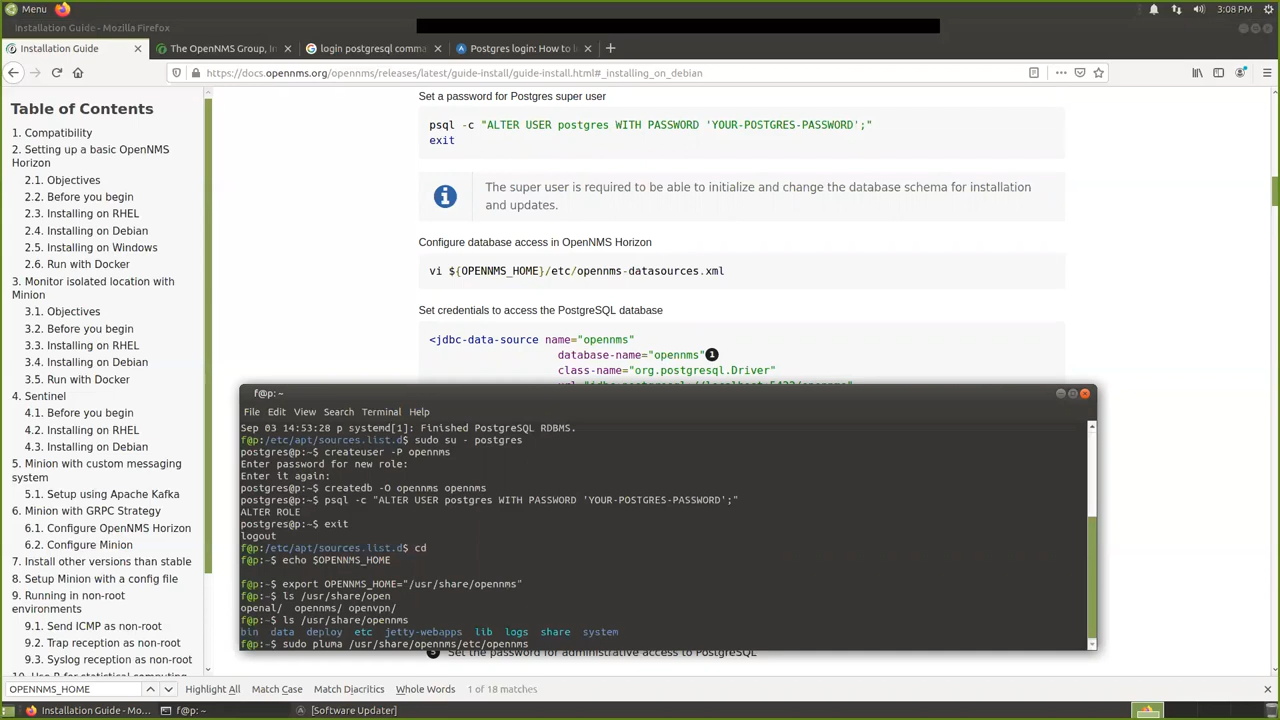 Menu
3:08 PM
Installation Guide - Mozilla Firefox
Installation Guide
The OpenNMS Group, In
login postgresql comma
Postgres login: How to l
https://docs.opennms.org/opennms/releases/latest/guide-install/guide-install.html#_installing_on_debian
Table of Contents
1. Compatibility
2. Setting up a basic OpenNMS
Horizon
2.1. Objectives
2.2. Before you begin
2.3. Installing on RHEL
2.4. Installing on Debian
2.5. Installing on Windows
2.6. Run with Docker
3. Monitor isolated location with
Minion
3.1. Objectives
3.2. Before you begin
3.3. Installing on RHEL
3.4. Installing on Debian
3.5. Run with Docker
4. Sentinel
4.1. Before you begin
4.2. Installing on RHEL
4.3. Installing on Debian
5. Minion with custom messaging
system
5.1. Setup using Apache Kafka
6. Minion with GRPC Strategy
6.1. Configure OpenNMS Horizon
6.2. Configure Minion
7. Install other versions than stable
8. Setup Minion with a config file
9. Running in non-root
environments
9.1. Send ICMP as non-root
9.2. Trap reception as non-root
9.3. Syslog reception as non-root
Set a password for Postgres super user
psql -c "ALTER USER postgres WITH PASSWORD 'YOUR-POSTGRES-PASSWORD';"
exit
The super user is required to be able to initialize and change the database schema for installation
and updates.
Configure database access in OpenNMS Horizon
vi ${OPENNMS_HOME}/etc/opennms-datasources.xml
Set credentials to access the PostgreSQL database
<jdbc-data-source name="opennms"
database-name="opennms" 1
class-name="org.postgresql.Driver"
f@p: ~
File Edit View Search Terminal Help
Sep 03 14:53:28 p systemd[1]: Finished PostgreSQL RDBMS.
f@p:/etc/apt/sources.list.d$ sudo su - postgres
postgres@p:~$ createuser -P opennms
Enter password for new role:
Enter it again:
postgres@p:~$ createdb -O opennms opennms
postgres@p:~$ psql -c "ALTER USER postgres WITH PASSWORD 'YOUR-POSTGRES-PASSWORD';"
ALTER ROLE
postgres@p:~$ exit
logout
f@p:/etc/apt/sources.list.d$ cd
f@p:~$ echo $OPENNMS_HOME
f@p:~$ export OPENNMS_HOME="/usr/share/opennms"
f@p:~$ ls /usr/share/open
openal/ opennms/ openvpn/
f@p:~$ ls /usr/share/opennms
bin data deploy etc jetty-webapps lib logs share system
f@p:~$ sudo pluma /usr/share/opennms/etc/opennms
Set the password for administrative access to PostgreSQL
OPENNMS_HOME
Highlight All Match Case Match Diacritics Whole Words 1 of 18 matches
Installation Guide - Mo...
f@p: ~
[Software Updater]